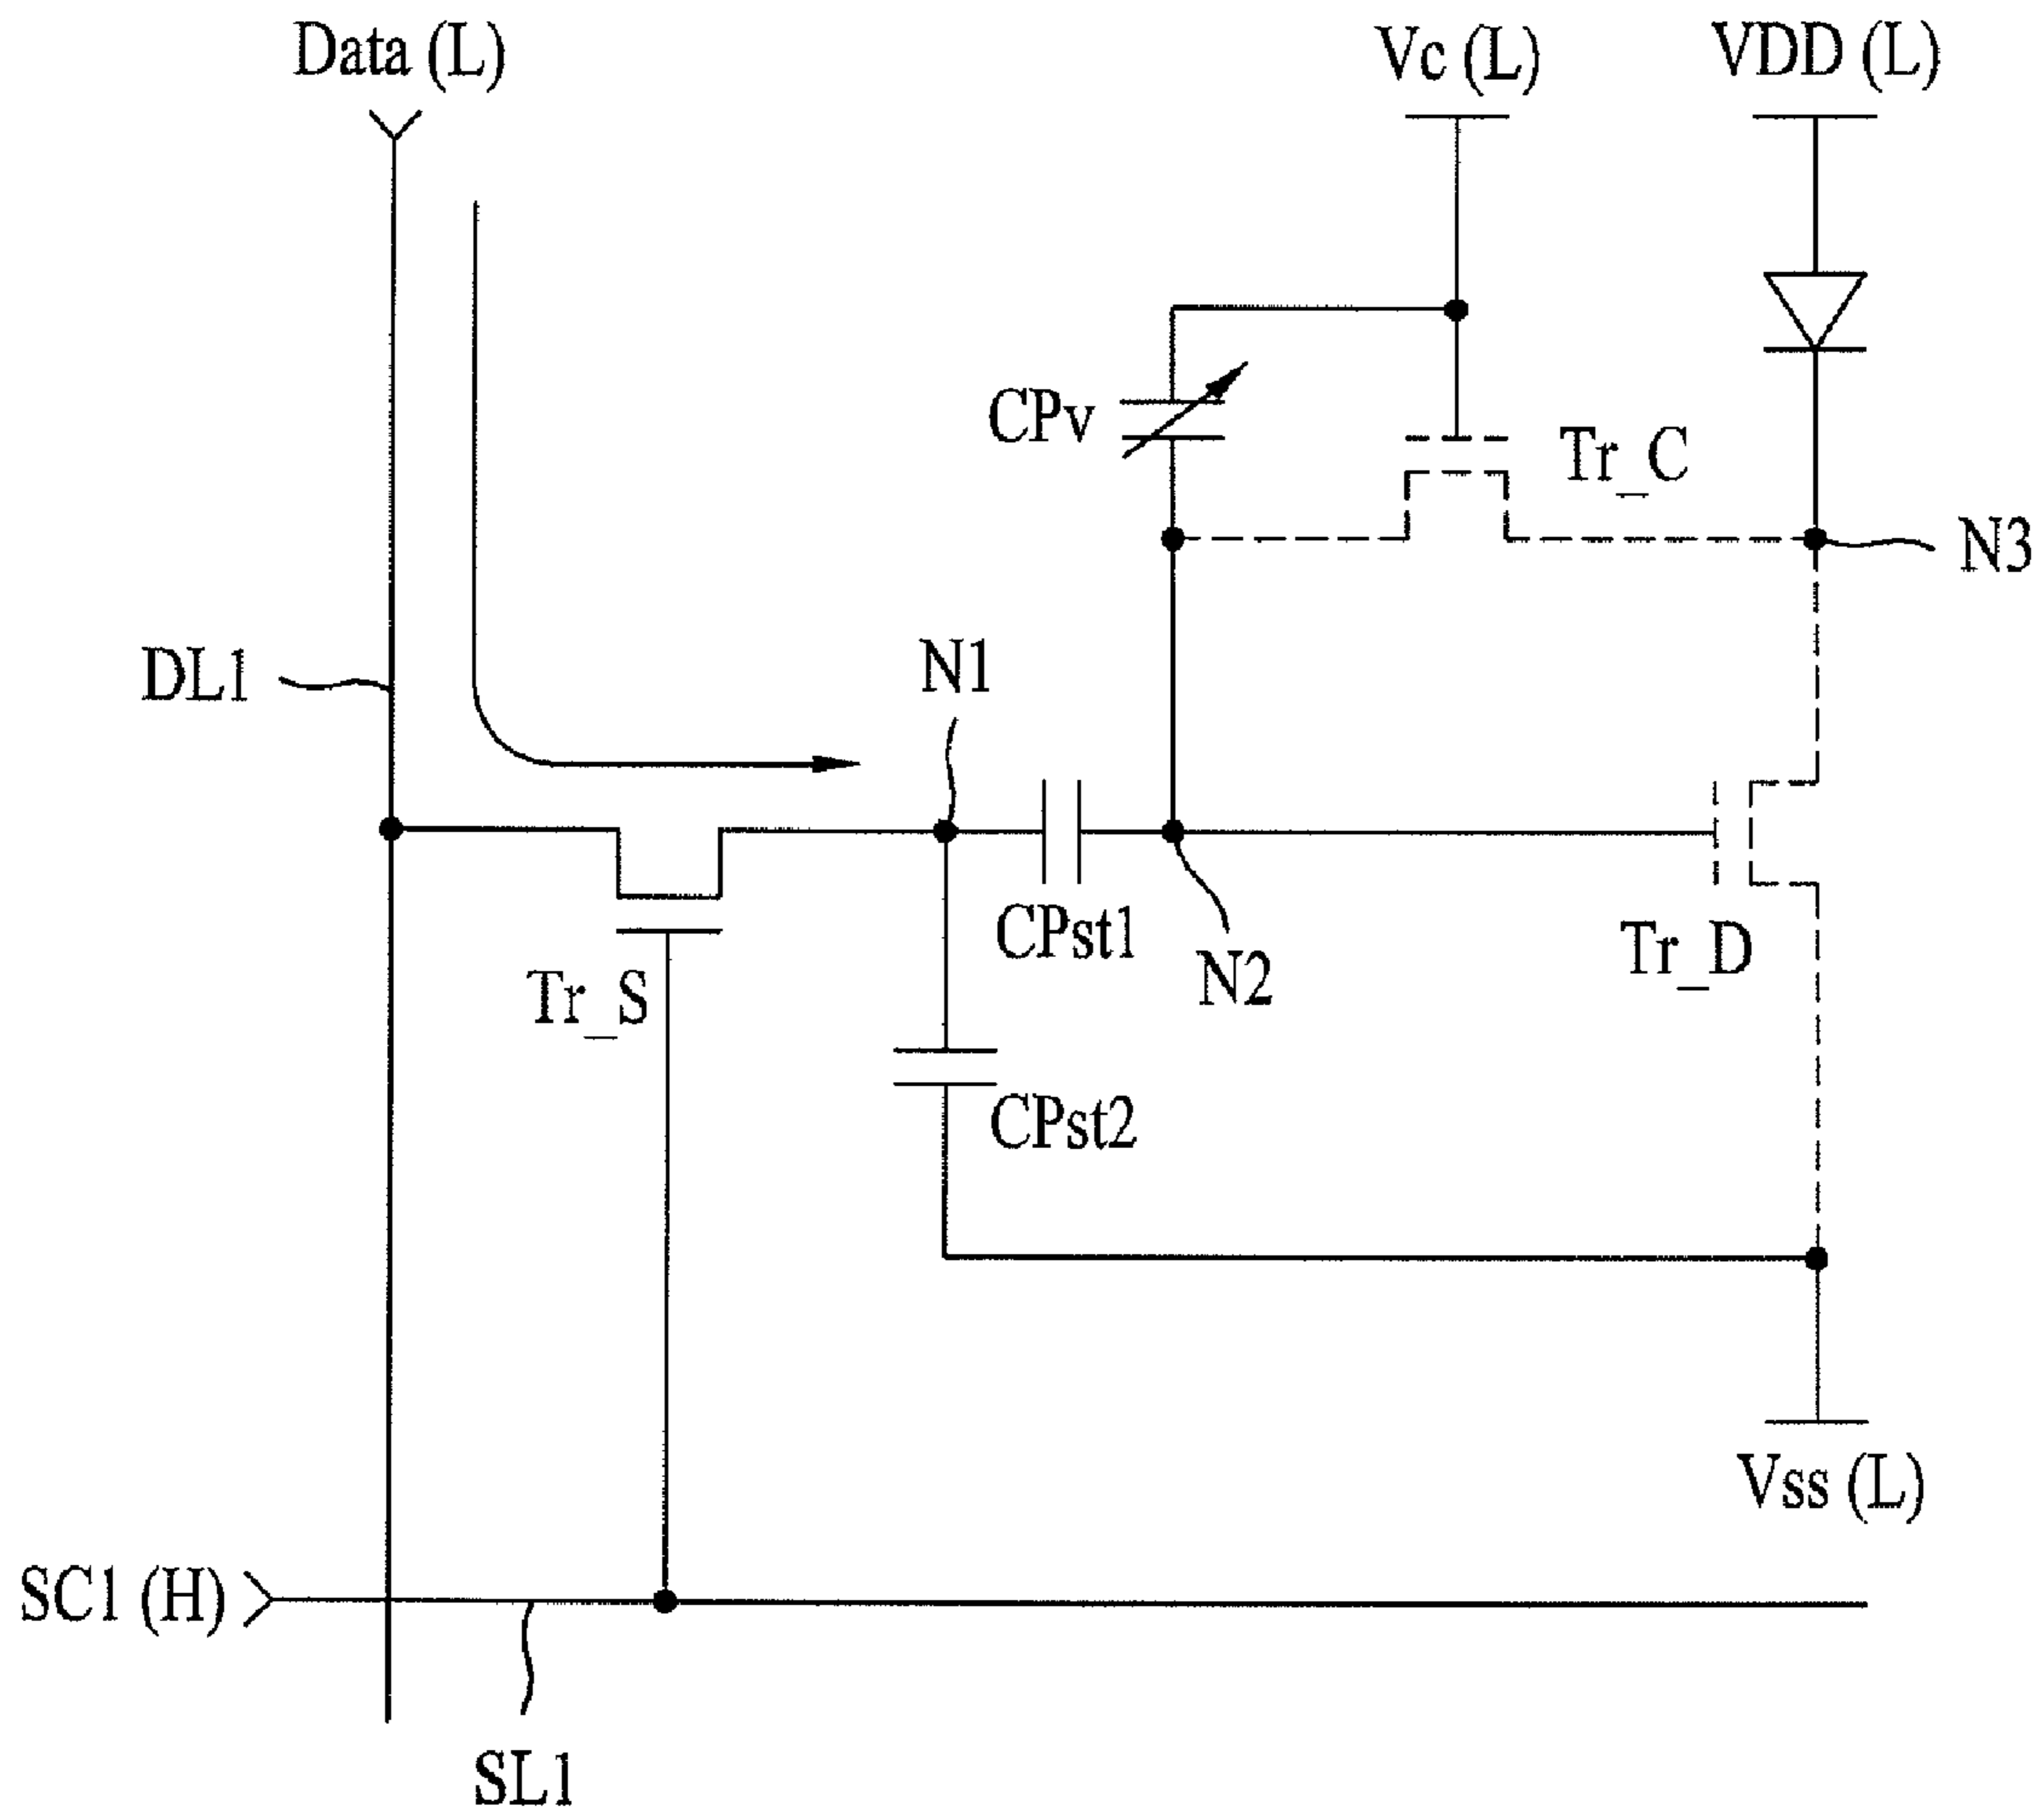 Data (L)
Vc (L)
VDD (L)
CPv
Tr_C
N3
DL1
N1
CPst1
N2
Tr_D
Tr_S
CPst2
Vss (L)
SC1 (H)
SL1